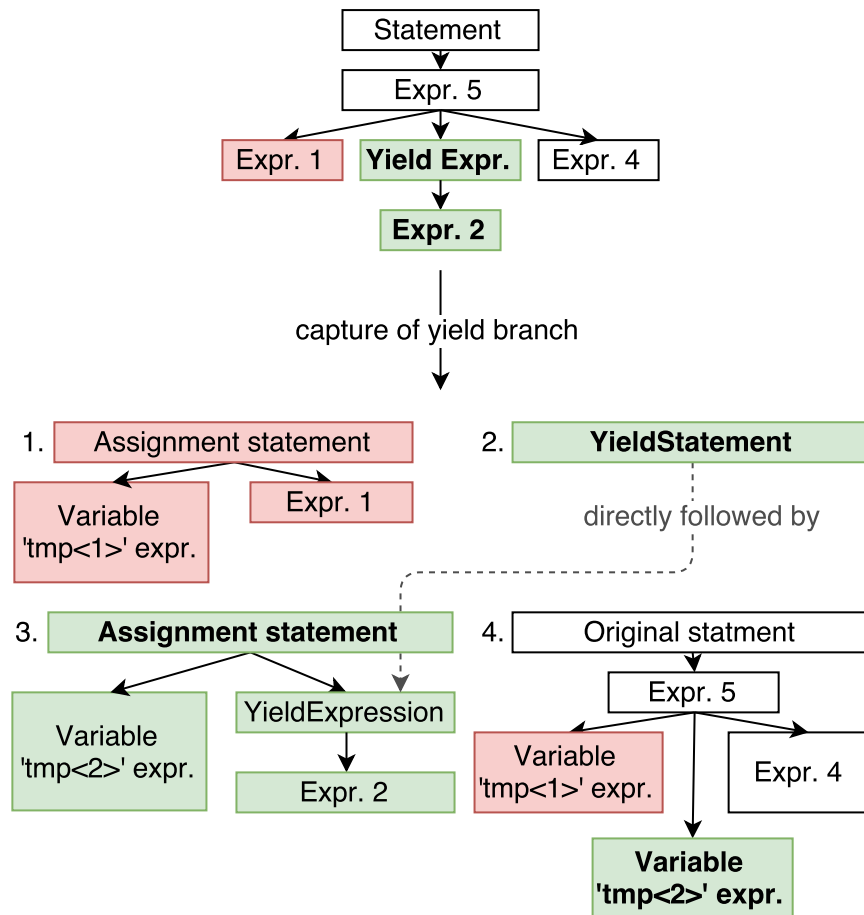 Statement
Expr. 5
Expr. 1
Yield Expr.
Expr. 4
Expr. 2
capture of yield branch
1. Assignment statement
Variable
'tmp<1>' expr.
Expr. 1
2. YieldStatement
directly followed by
3. Assignment statement
Variable
'tmp<2>' expr.
YieldExpression
Expr. 2
4. Original statment
Expr. 5
Variable
'tmp<1>' expr.
Expr. 4
Variable
'tmp<2>' expr.